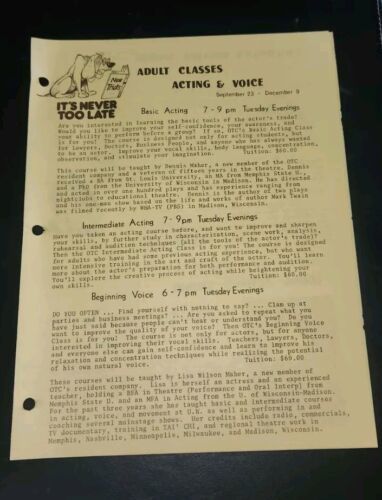 New Tricks
ADULT CLASSES
ACTING & VOICE
September 23 - December 9
IT'S NEVER
TOO LATE
Basic Acting 7 - 9 pm Tuesday Evenings
Are you interested in learning the basic tools of the actor's trade?
Would you like to improve your self-confidence, your awareness, and
your ability to perform before a group? If so, OTC's Basic Acting Class
is for you! The course is designed not only for acting students, but
for Teachers, Lawyers, Business People, and anyone who has always wanted
to be an actor. Improve your vocal skills, body language, concentration,
observation, and stimulate your imagination. Tuition: $60.00
This course will be taught by Dennis Maher, a new member of the OTC
resident company and a veteran of fifteen years in the theatre. Dennis
received a BA from St. Louis University, an MA from Memphis State U.,
and a PhD from the University of Wisconsin in Madison. He has directed
and acted in over one hundred plays and has experience ranging from
nightclubs to educational theatre. Dennis is the author of two plays
and his one-man show based on the life and works of author Mark Twain
was filmed recently by WHA-TV (PBS) in Madison, Wisconsin.
Intermediate Acting 7 - 9pm Tuesday Evenings
Have you taken an acting course before, and want to improve and sharpen
your skills, by further study in characterization, scene work, analysis,
rehearsal and audition techniques (all the tools of the actor's trade)?
Then the OTC Intermediate Acting Class is for you! The course is designed
for adults who have had some previous acting experience, but who want
more intensive training in the art and craft of the actor. You'll learn
more about the actor's preparation for both performance and audition.
You'll explore the creative process of acting while heightening your
own skills. Tuition: $60.00
Beginning Voice 6 - 7 pm Tuesday Evenings
DO YOU OFTEN ... Find yourself with nothing to say? ... Clam up at
parties and business meetings? ... Are you asked to repeat what you
have just said because people can't hear or understand you? Do you
want to improve the quality of your voice? Then OTC's Beginning Voice
Class is for you! The course is not only for actors, but for anyone
interested in improving their vocal skills. Teachers, Lawyers, Doctors,
and everyone else can gain self-confidence and learn to improve his
relaxation and concentration techniques while realizing the potential
of his own natural voice. Tuition: $60.00
These courses will be taught by Lisa Wilson Maher, a new member of
OTC's resident company. Lisa is herself an actress and an experienced
teacher, holding a BFA in Theatre (Performance and Oral Interp) from
Memphis State U. and an MFA in Acting from the U. of Wisconsin-Madison.
For the past three years she has taught basic and intermediate courses
in acting, voice, and movement at U.W. as well as performing in and
coaching several mainstage shows. Her credits include radio commercials,
TV documentary, training in TAI' CHI, and regional theatre work in
Memphis, Nashville, Minneapolis, Milwaukee, and Madison, Wisconsin.